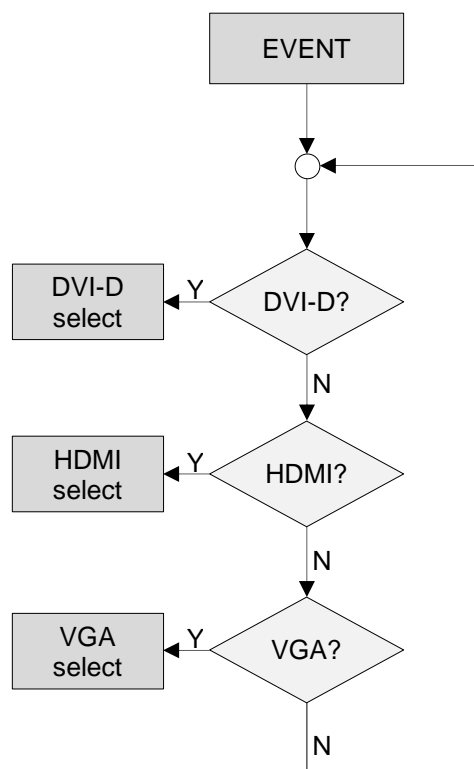 EVENT
DVI-D
select
Y
DVI-D?
N
HDMI
select
Y
HDMI?
N
VGA
select
Y
VGA?
N